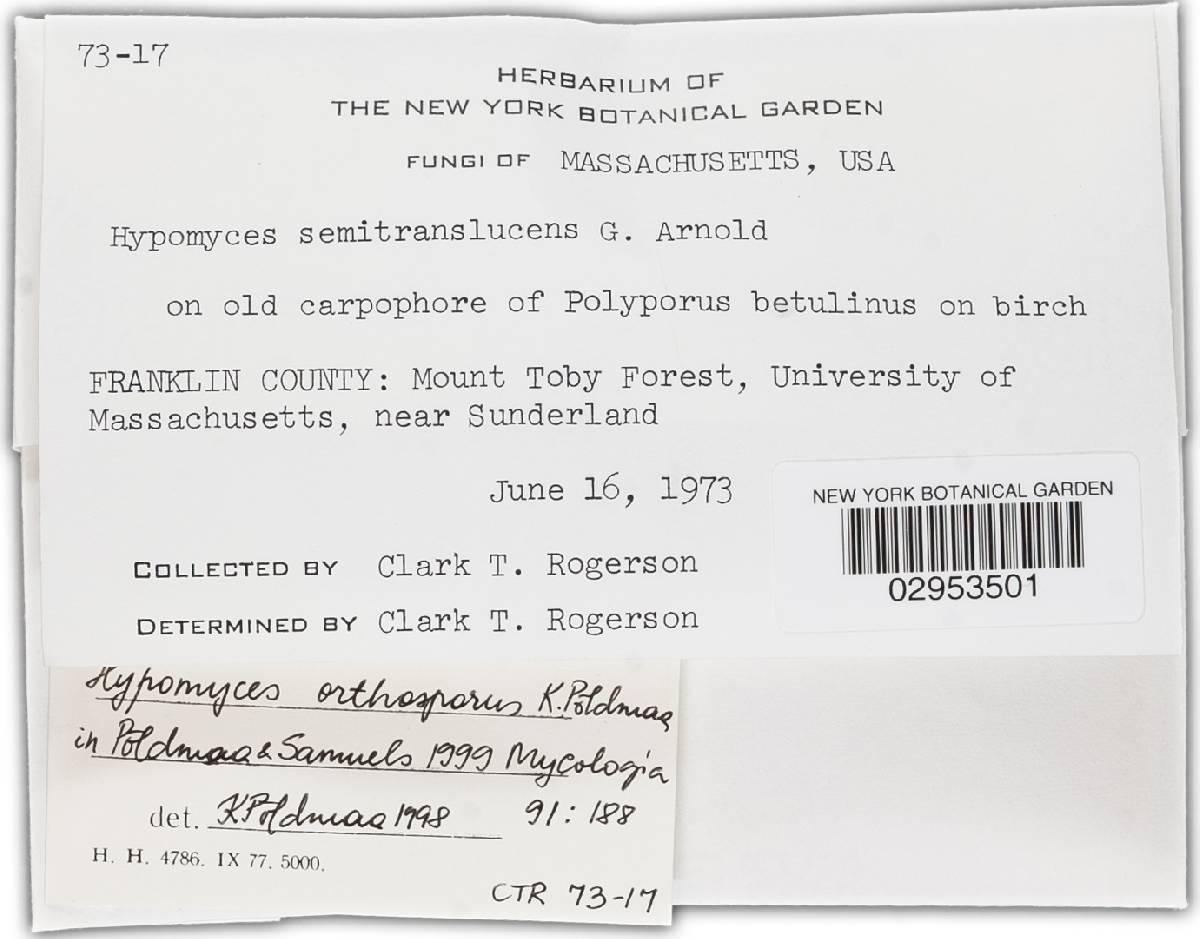 73-17
HERBARIUM OF
THE NEW YORK BOTANICAL GARDEN
FUNGI OF MASSACHUSETTS, USA
Hypomyces semitranslucens G. Arnold
on old carpophore of Polyporus betulinus on birch
FRANKLIN COUNTY: Mount Toby Forest, University of
Massachusetts, near Sunderland
June 16, 1973
COLLECTED BY Clark T. Rogerson
DETERMINED BY Clark T. Rogerson
NEW YORK BOTANICAL GARDEN
02953501
Hypomyces orthosporus K. Põldmaa
in Põldmaa & Samuels 1999 Mycologia
det. K Põldmaa 1998 91: 188
H. H. 4786. IX 77. 5000.
CTR 73-17